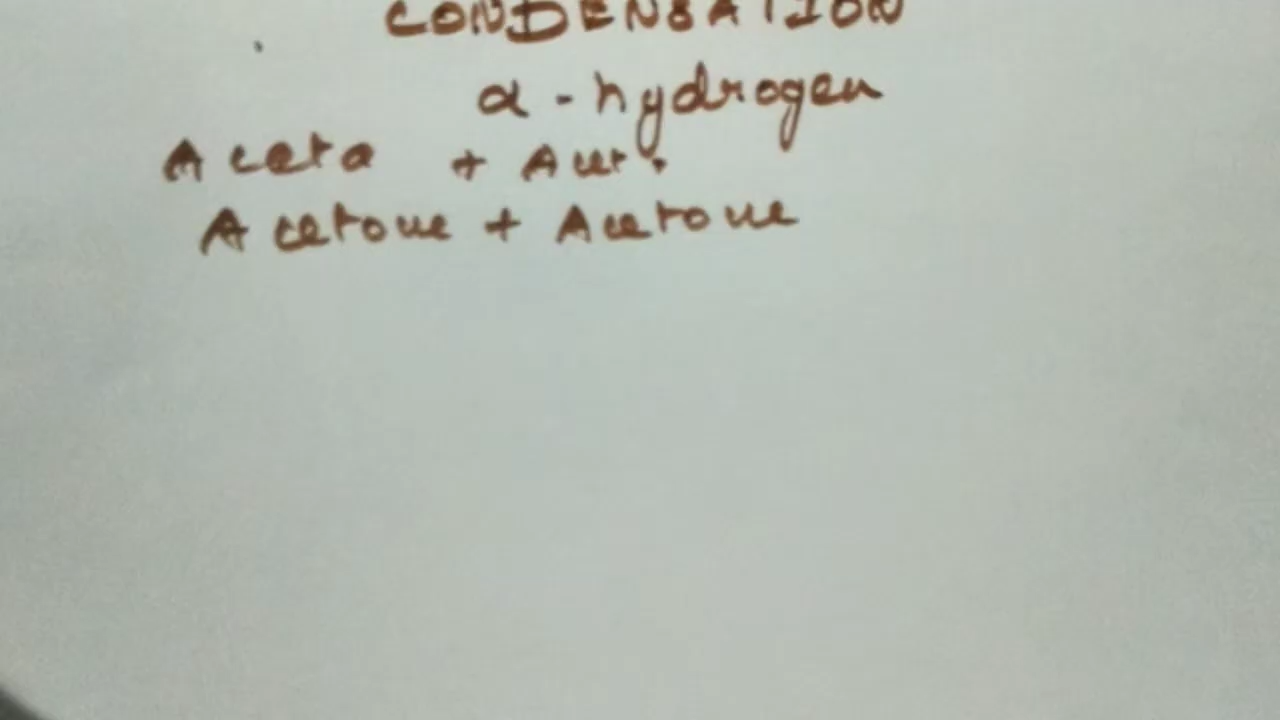 CONDENSATION
α - hydrogen
Aceta + Acet.
Acetone + Acetone